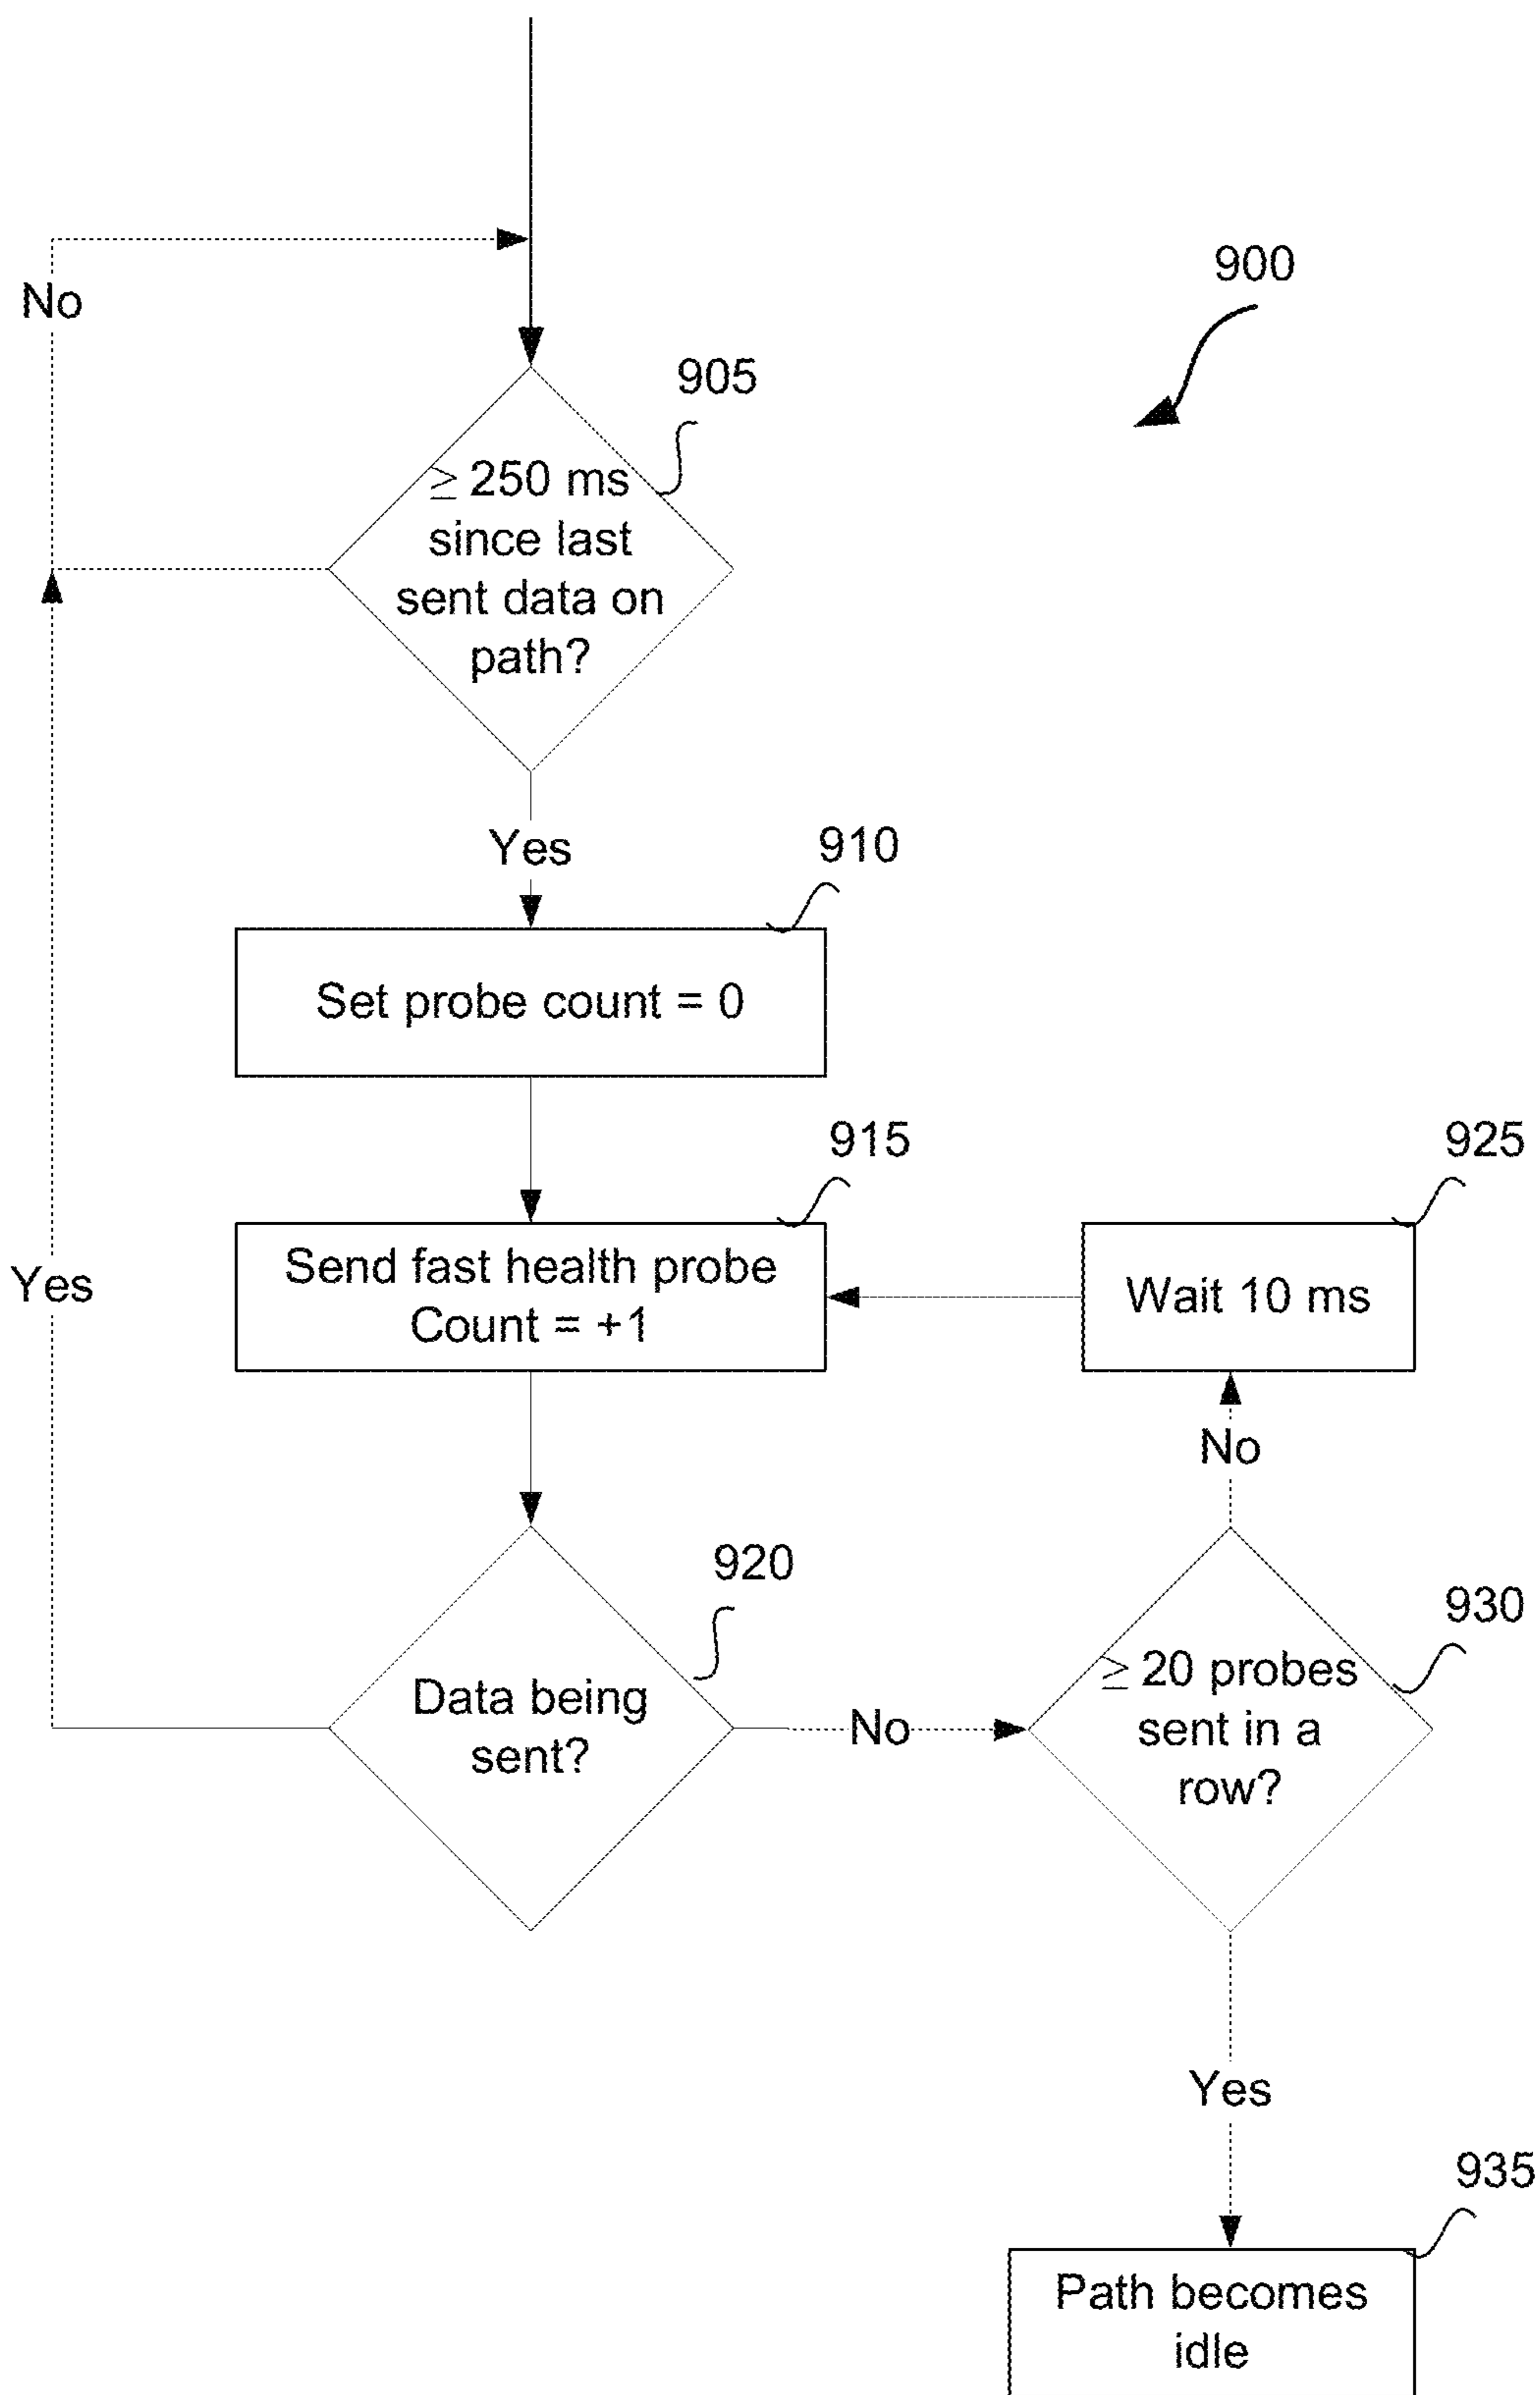 No
900
905
≥ 250 ms
since last
sent data on
path?
Yes
910
Set probe count = 0
915
925
Send fast health probe
Count = +1
Wait 10 ms
Yes
No
920
930
Data being
sent?
No
≥ 20 probes
sent in a
row?
Yes
935
Path becomes
idle